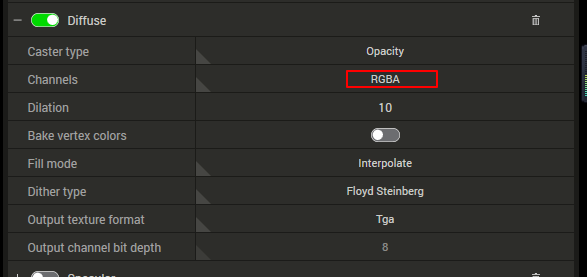 Diffuse
Caster type Opacity
Channels RGBA
Dilation 10
Bake vertex colors
Fill mode Interpolate
Dither type Floyd Steinberg
Output texture format Tga
Output channel bit depth 8